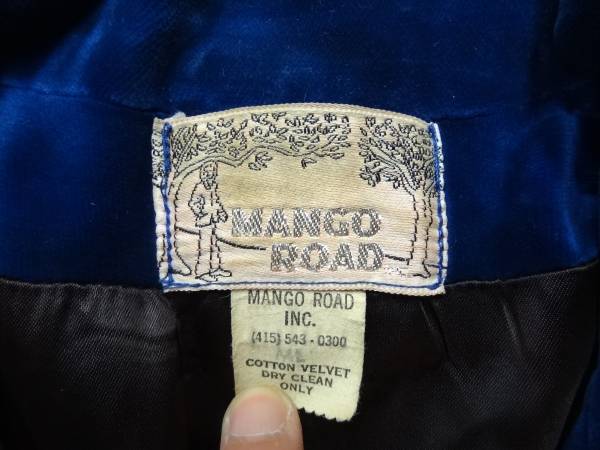 MANGO
ROAD
MANGO ROAD
INC.
(415) 543-0300
COTTON VELVET
DRY CLEAN
ONLY